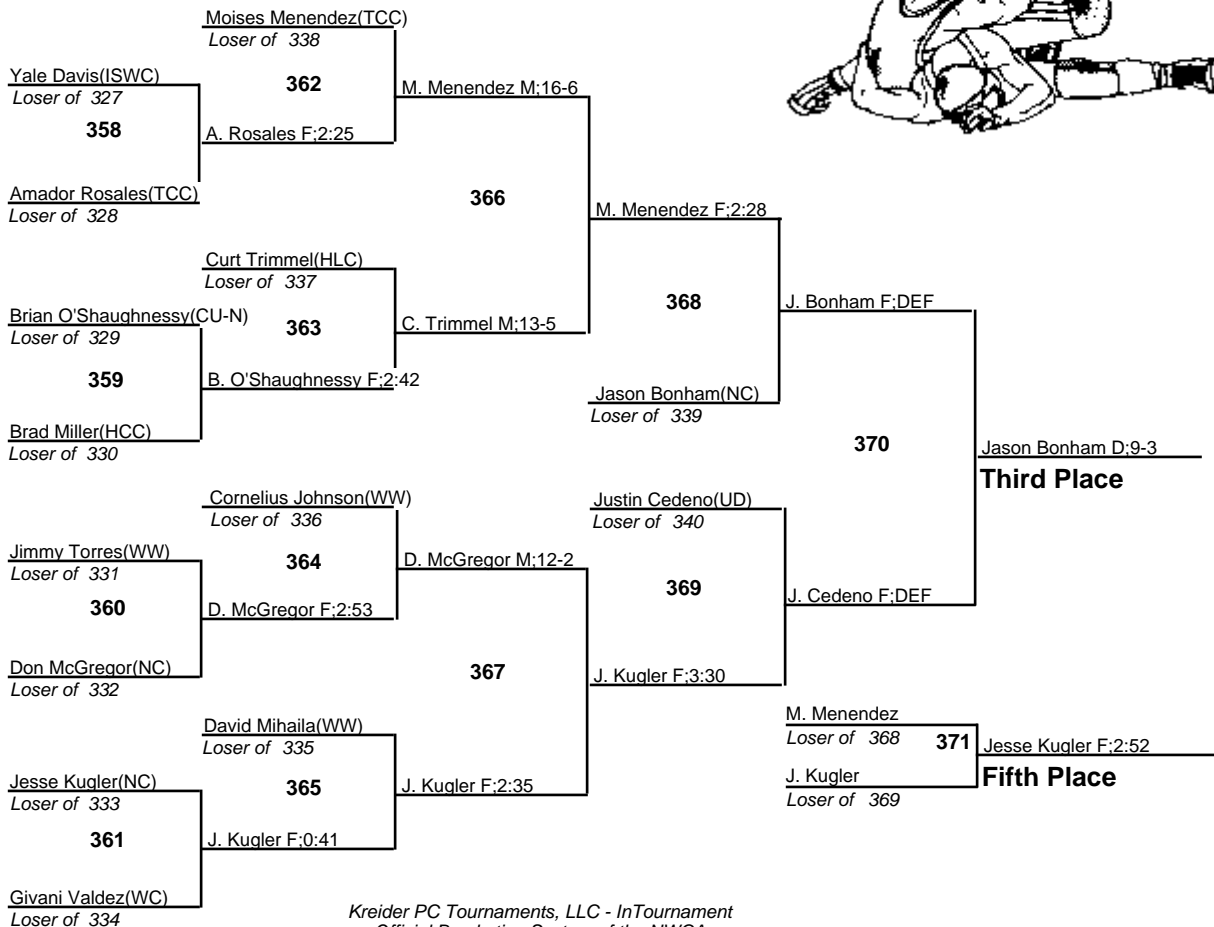 Moises Menendez(TCC)
Loser of 338
Yale Davis(ISWC)
Loser of 327
362
M. Menendez M;16-6
358
A. Rosales F;2:25
Amador Rosales(TCC)
Loser of 328
366
M. Menendez F;2:28
Curt Trimmel(HLC)
Loser of 337
368
J. Bonham F;DEF
Brian O'Shaughnessy(CU-N)
Loser of 329
363
C. Trimmel M;13-5
359
B. O'Shaughnessy F;2:42
Jason Bonham(NC)
Loser of 339
Brad Miller(HCC)
Loser of 330
370
Jason Bonham D;9-3
Third Place
Cornelius Johnson(WW)
Loser of 336
Justin Cedeno(UD)
Loser of 340
Jimmy Torres(WW)
Loser of 331
364
D. McGregor M;12-2
369
J. Cedeno F;DEF
360
D. McGregor F;2:53
Don McGregor(NC)
Loser of 332
367
J. Kugler F;3:30
David Mihaila(WW)
Loser of 335
M. Menendez
Loser of 368
371
Jesse Kugler F;2:52
Fifth Place
Jesse Kugler(NC)
Loser of 333
365
J. Kugler F;2:35
J. Kugler
Loser of 369
361
J. Kugler F;0:41
Givani Valdez(WC)
Loser of 334
Kreider PC Tournaments, LLC - InTournament